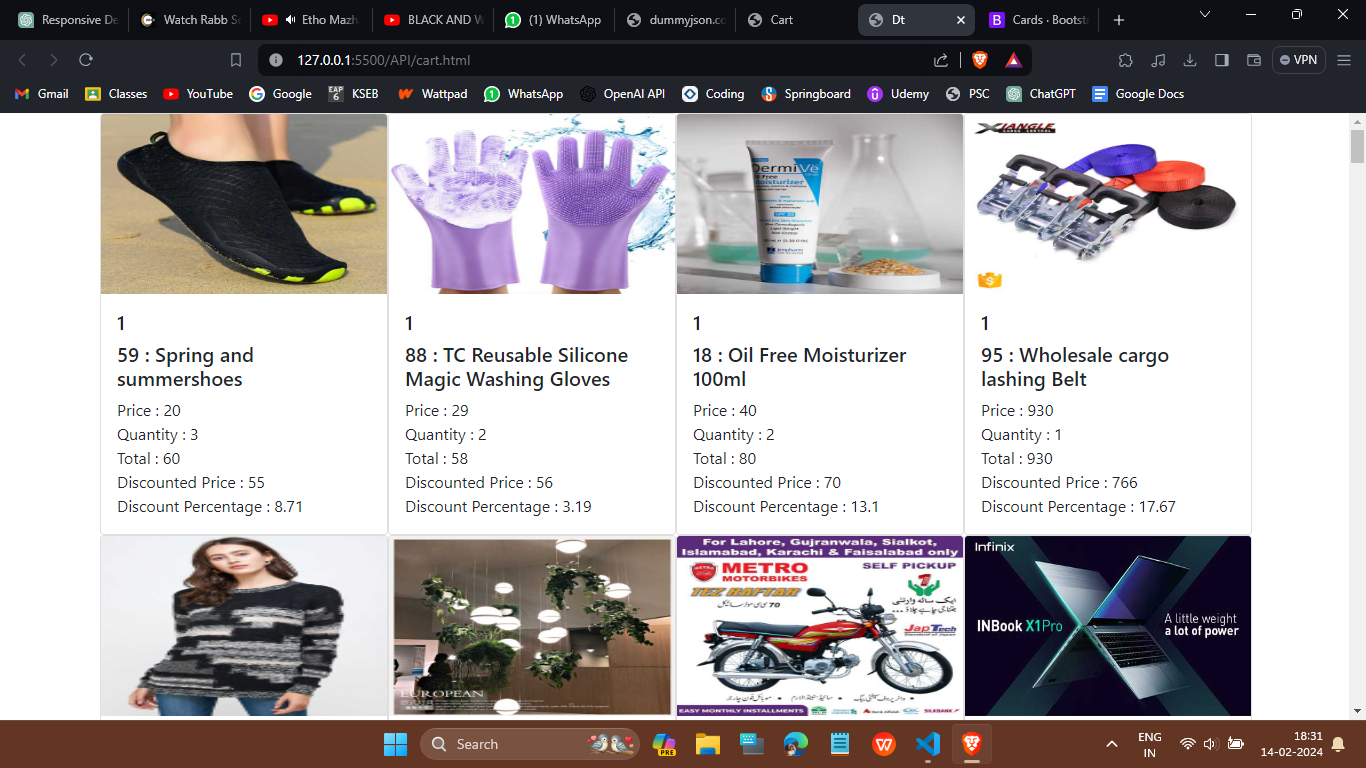 Responsive De
Watch Rabb Se
Etho Mazh
BLACK AND W
(1) WhatsApp
dummyjson.co
Cart
Dt
Cards · Bootst
127.0.0.1:5500/API/cart.html
VPN
Gmail
Classes
YouTube
Google
EAP
6
KSEB
Wattpad
WhatsApp
OpenAI API
Coding
Springboard
Udemy
PSC
ChatGPT
Google Docs
XIANGLE
DermiVe
Oil Free
Moisturizer
S
1
59 : Spring and
summershoes
Price : 20
Quantity : 3
Total : 60
Discounted Price : 55
Discount Percentage : 8.71
1
88 : TC Reusable Silicone
Magic Washing Gloves
Price : 29
Quantity : 2
Total : 58
Discounted Price : 56
Discount Percentage : 3.19
1
18 : Oil Free Moisturizer
100ml
Price : 40
Quantity : 2
Total : 80
Discounted Price : 70
Discount Percentage : 13.1
1
95 : Wholesale cargo
lashing Belt
Price : 930
Quantity : 1
Total : 930
Discounted Price : 766
Discount Percentage : 17.67
EUROPEAN
For Lahore, Gujranwala, Sialkot,
Islamabad, Karachi & Faisalabad only
METRO
MOTORBIKES
SELF PICKUP
TEZ RAFTAR
1
70
JapTech
EASY MONTHLY INSTALLMENTS
Infinix
INBook X1Pro
A little weight
a lot of power
Search
PRE
ENG
IN
18:31
14-02-2024